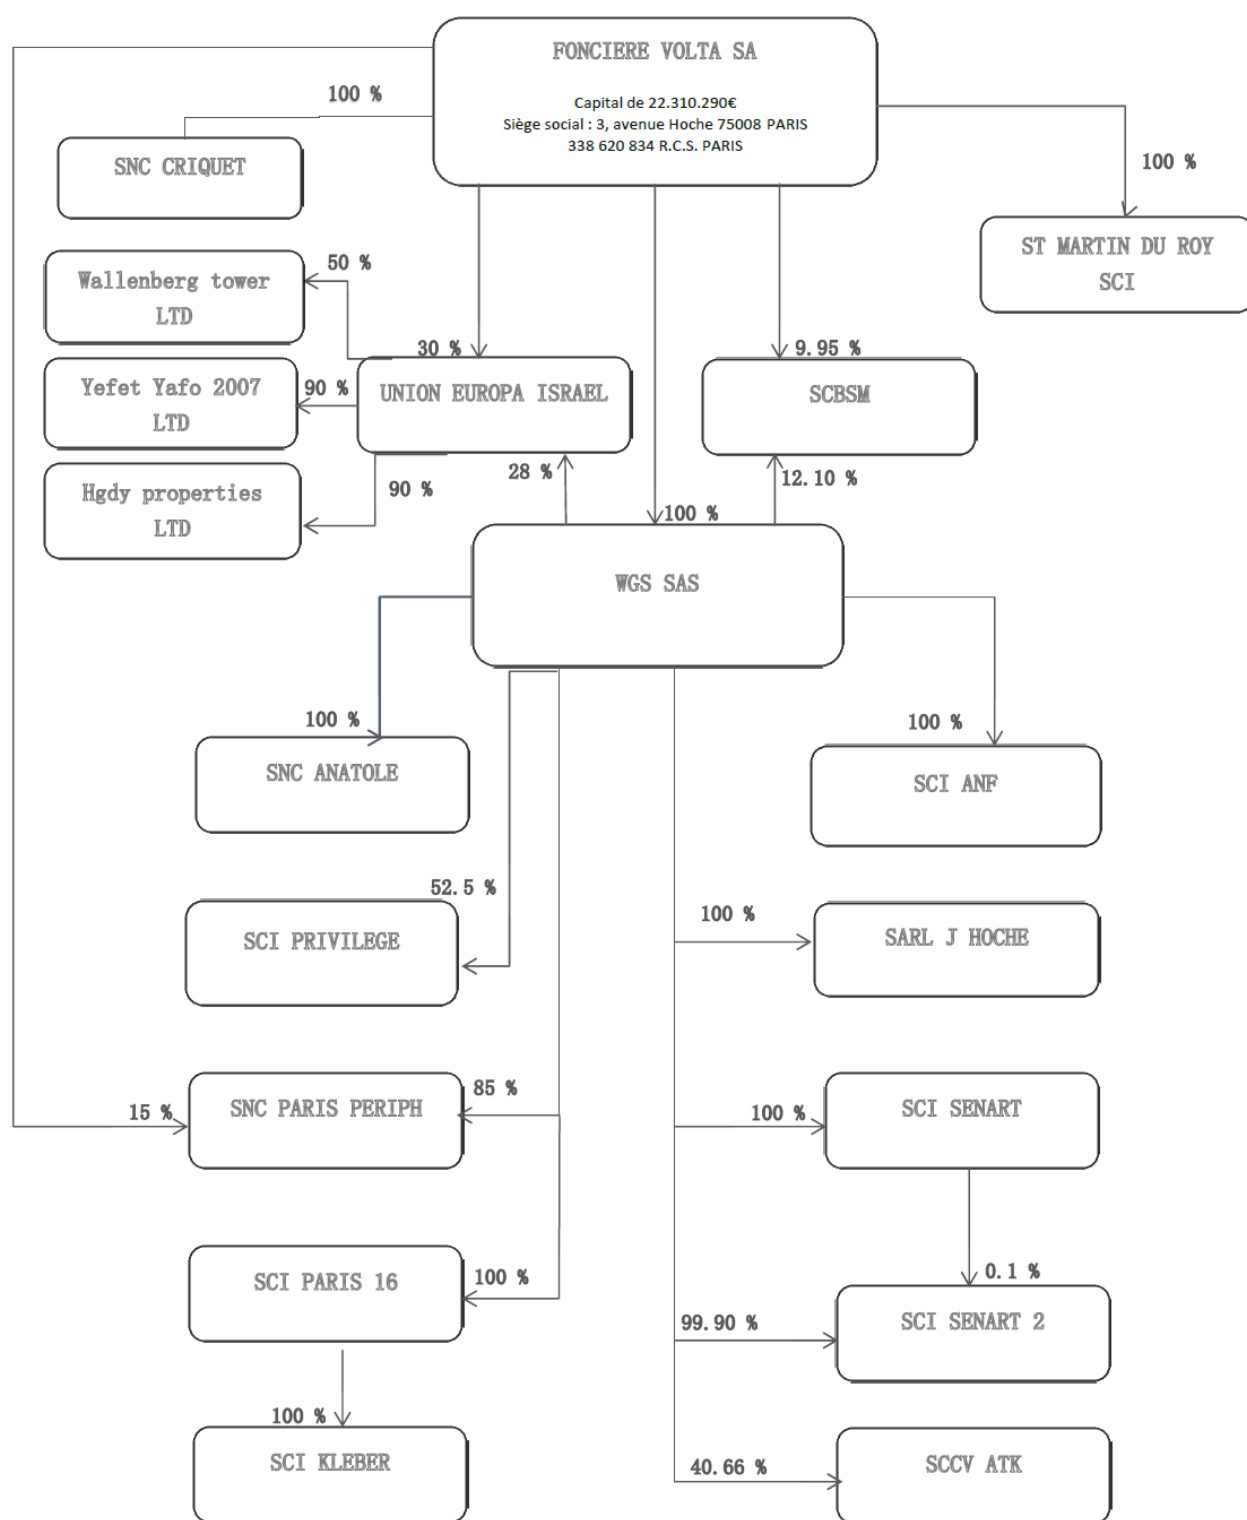 FONCIERE VOLTA SA
Capital de 22.310.290€
Siège social : 3, avenue Hoche 75008 PARIS
338 620 834 R.C.S. PARIS
100 %
SNC CRIQUET
100 %
ST MARTIN DU ROY
SCI
50 %
Wallenberg tower
LTD
30 %
9.95 %
Yefet Yafo 2007
LTD
90 %
UNION EUROPA ISRAEL
SCBSM
28 %
12.10 %
90 %
Hgdy properties
LTD
100 %
WGS SAS
100 %
SNC ANATOLE
100 %
SCI ANF
52.5 %
SCI PRIVILEGE
100 %
SARL J HOCHE
85 %
15 %
SNC PARIS PERIPH
100 %
SCI SENART
0.1 %
SCI PARIS 16
100 %
99.90 %
SCI SENART 2
100 %
SCI KLEBER
40.66 %
SCCV ATK